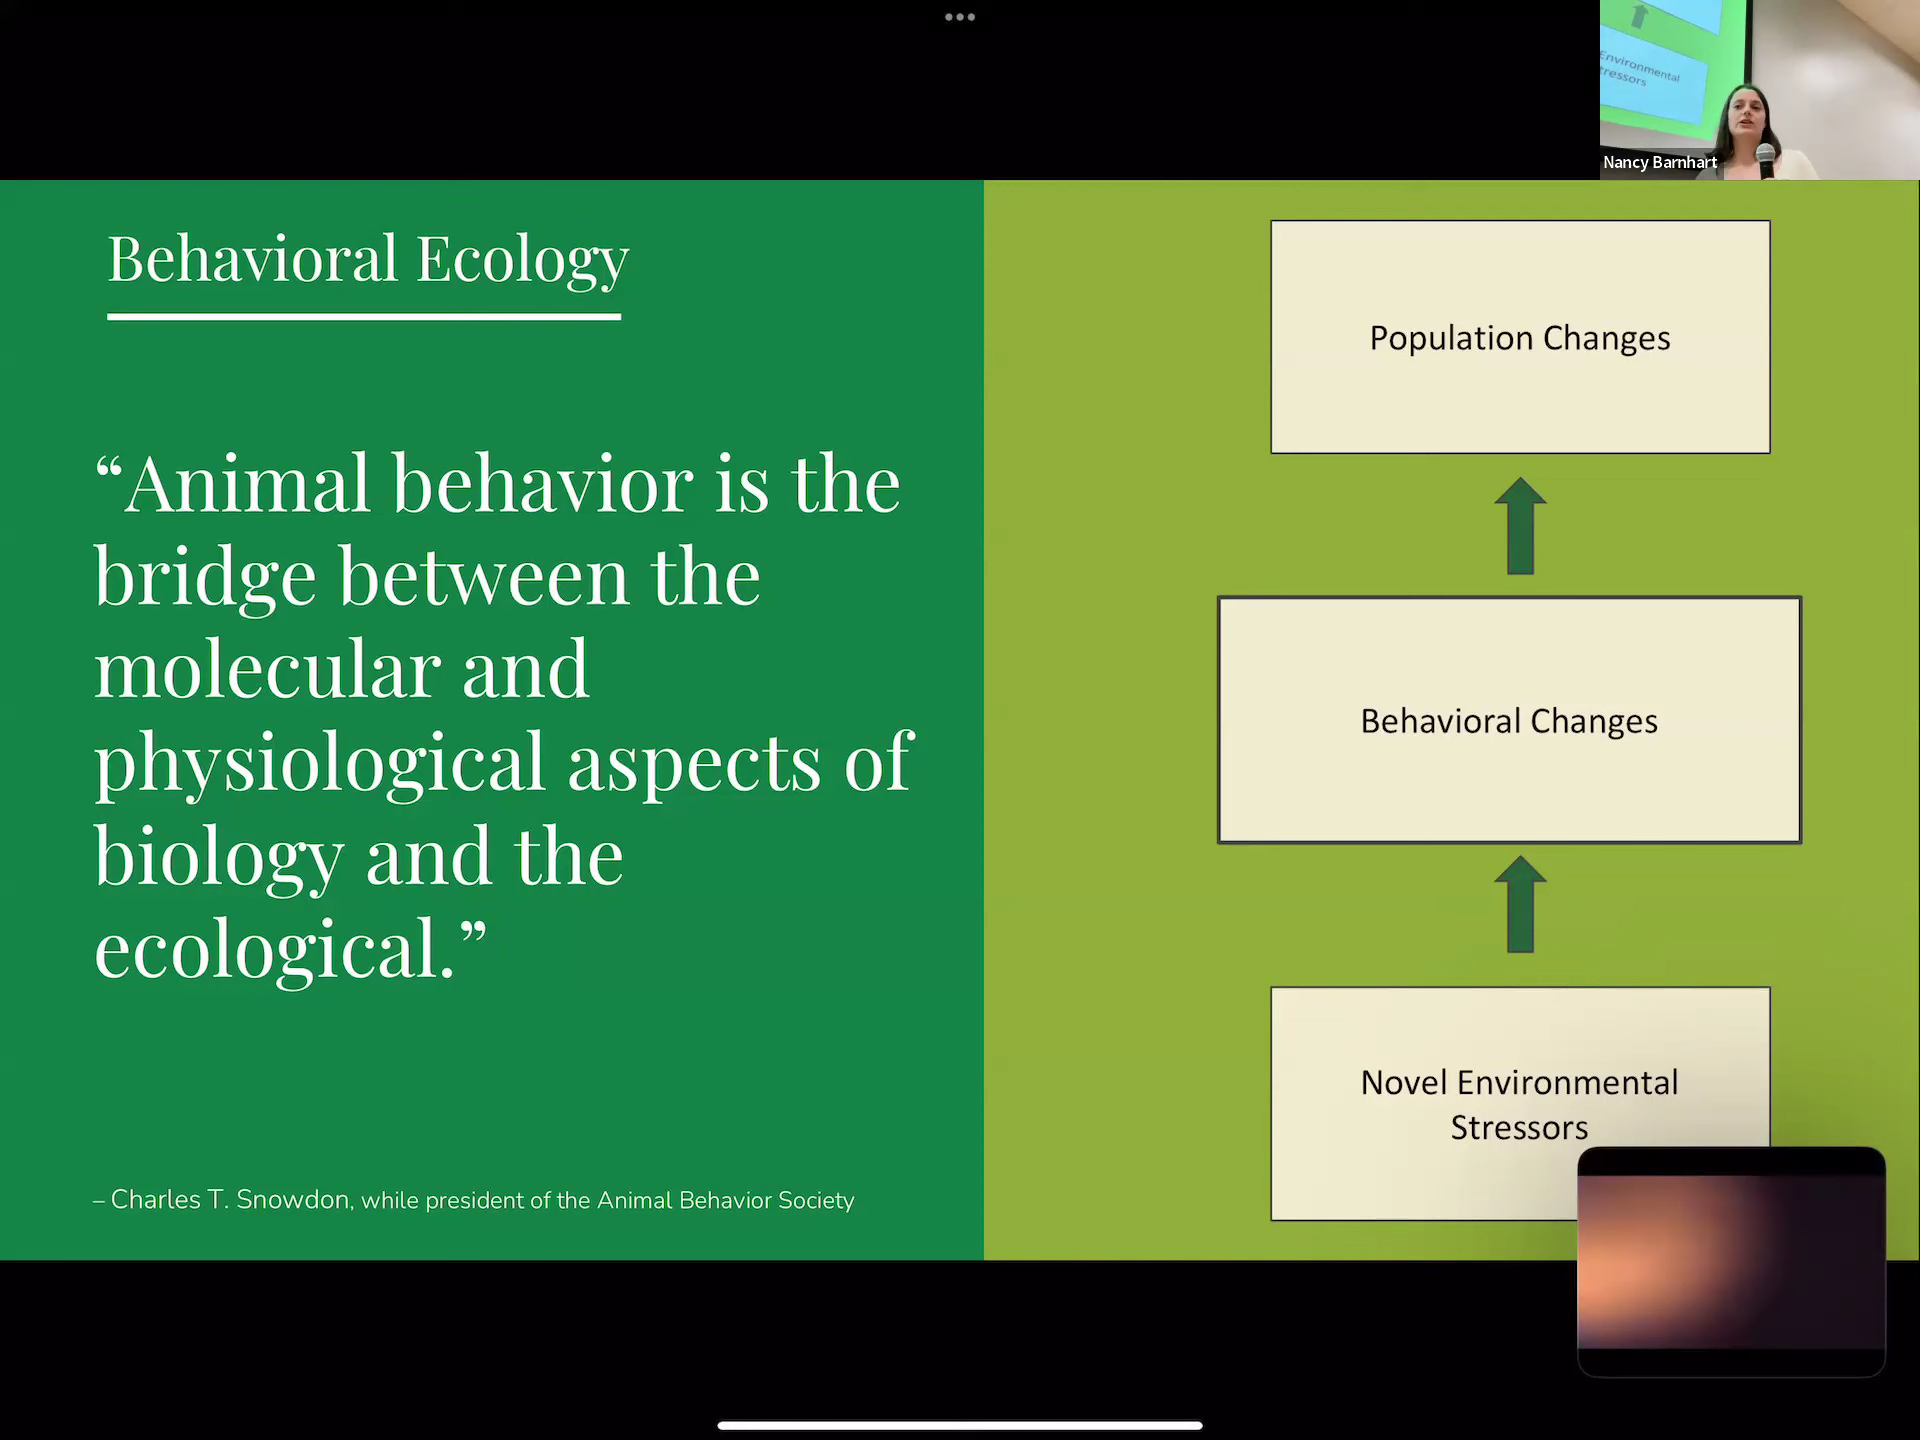 Environmental
Nancy Barnhart
Behavioral Ecology
“Animal behavior is the
bridge between the
molecular and
physiological aspects of
biology and the
ecological.”
– Charles T. Snowdon, while president of the Animal Behavior Society
Population Changes
Behavioral Changes
Novel Environmental
Stressors